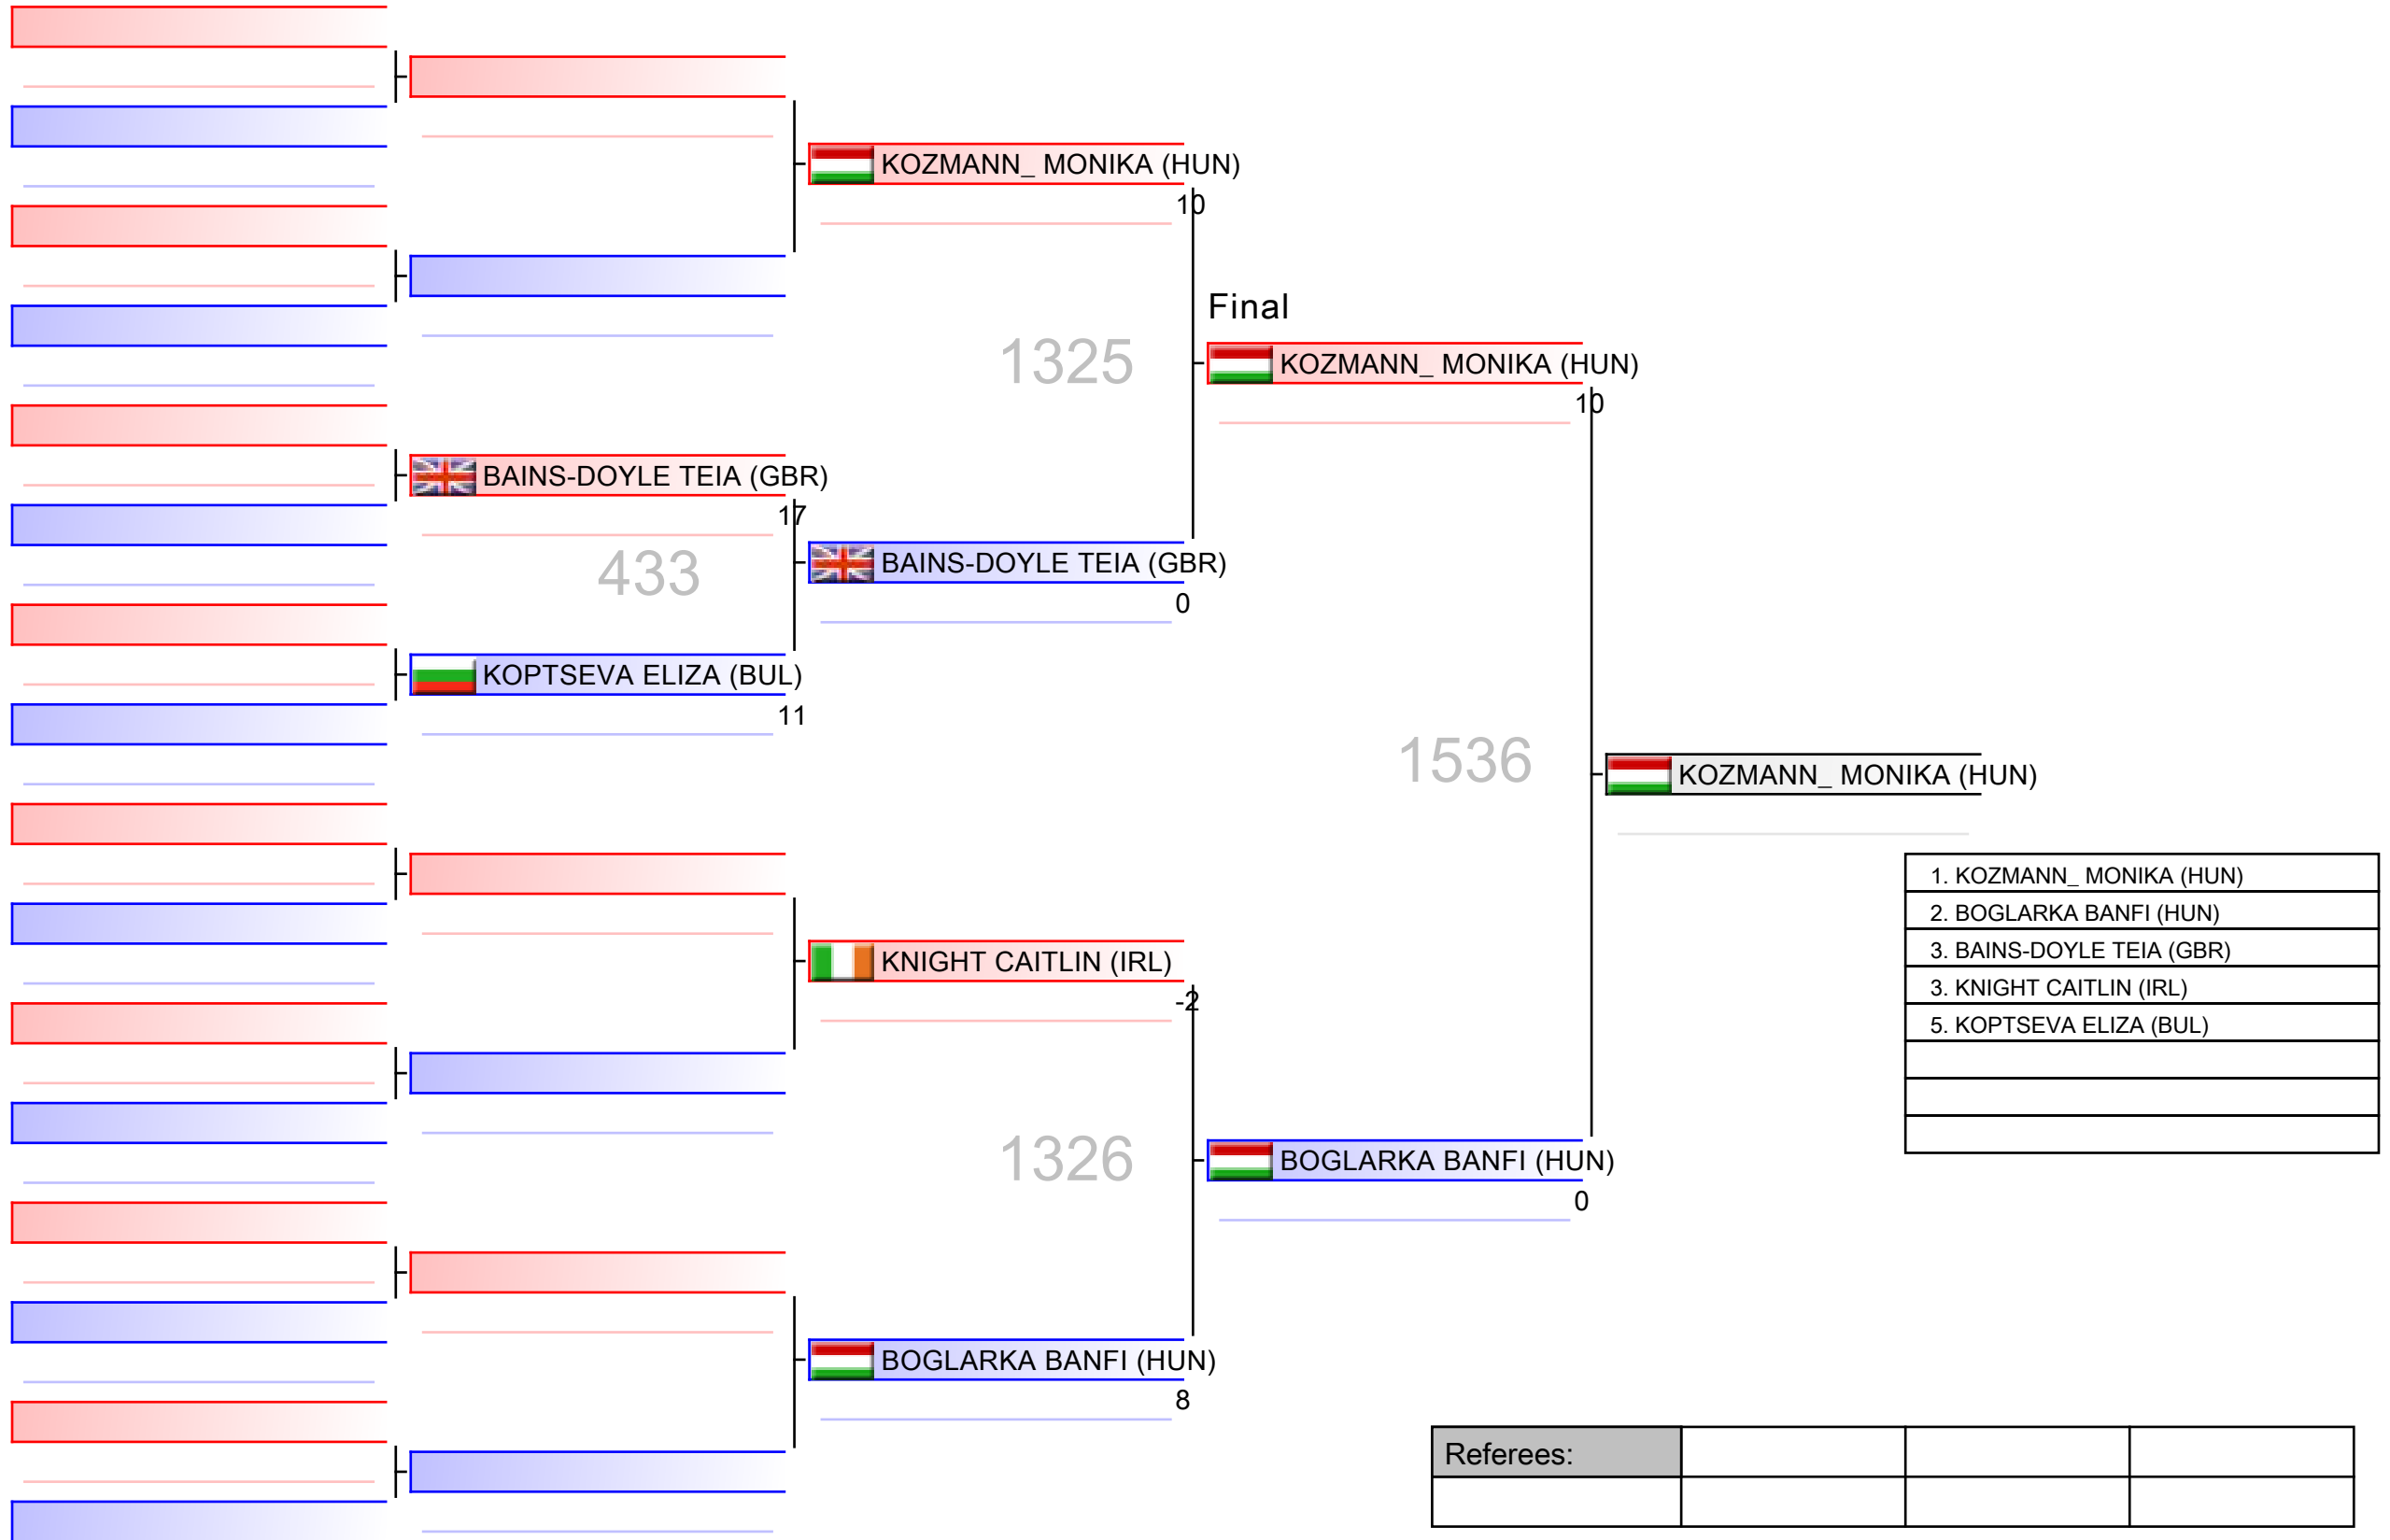 KOZMANN_ MONIKA (HUN)
10
Final
1325
KOZMANN_ MONIKA (HUN)
10
BAINS-DOYLE TEIA (GBR)
17
433
BAINS-DOYLE TEIA (GBR)
0
KOPTSEVA ELIZA (BUL)
11
1536
KOZMANN_ MONIKA (HUN)
1. KOZMANN_ MONIKA (HUN)
2. BOGLARKA BANFI (HUN)
3. BAINS-DOYLE TEIA (GBR)
3. KNIGHT CAITLIN (IRL)
5. KOPTSEVA ELIZA (BUL)
KNIGHT CAITLIN (IRL)
-2
1326
BOGLARKA BANFI (HUN)
0
BOGLARKA BANFI (HUN)
8
Referees: